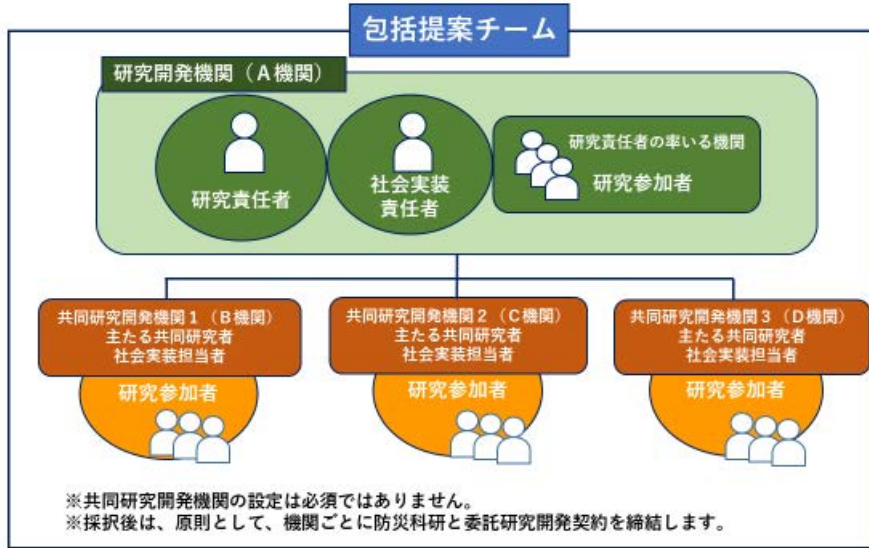 包括提案チーム
研究開発機関（A機関）
研究責任者
社会実装
責任者
研究責任者の率いる機関
研究参加者
共同研究開発機関１（B機関）
主たる共同研究者
社会実装担当者
研究参加者
共同研究開発機関２（C機関）
主たる共同研究者
社会実装担当者
研究参加者
共同研究開発機関３（D機関）
主たる共同研究者
社会実装担当者
研究参加者
※共同研究開発機関の設定は必須ではありません。
※採択後は、原則として、機関ごとに防災科研と委託研究開発契約を締結します。